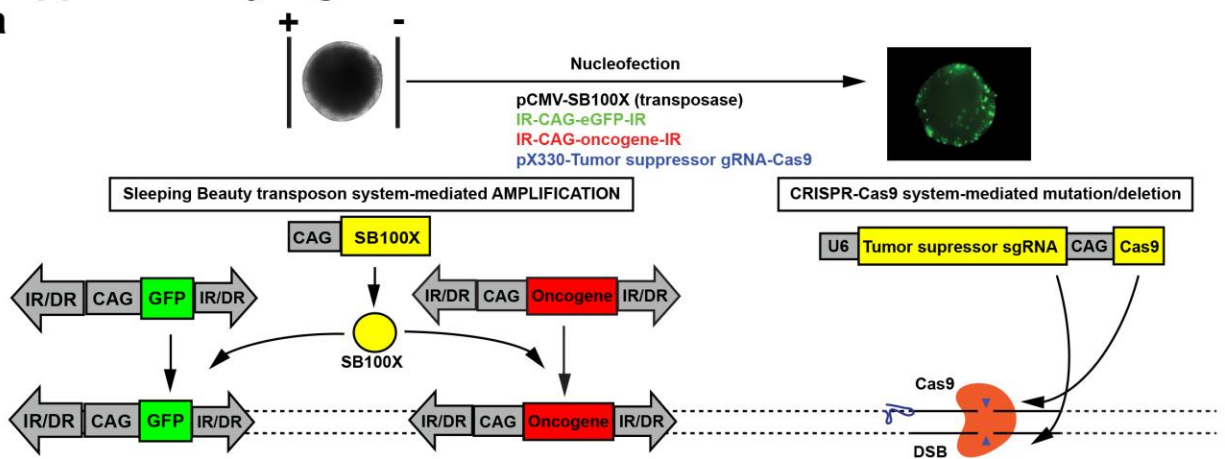 a
+ -
Nucleofection
pCMV-SB100X (transposase)
IR-CAG-eGFP-IR
IR-CAG-oncogene-IR
pX330-Tumor suppressor gRNA-Cas9
Sleeping Beauty transposon system-mediated AMPLIFICATION
CRISPR-Cas9 system-mediated mutation/deletion
CAG SB100X
U6 Tumor supressor sgRNA CAG Cas9
IR/DR CAG GFP IR/DR
IR/DR CAG Oncogene IR/DR
SB100X
Cas9
IR/DR CAG GFP IR/DR
IR/DR CAG Oncogene IR/DR
DSB